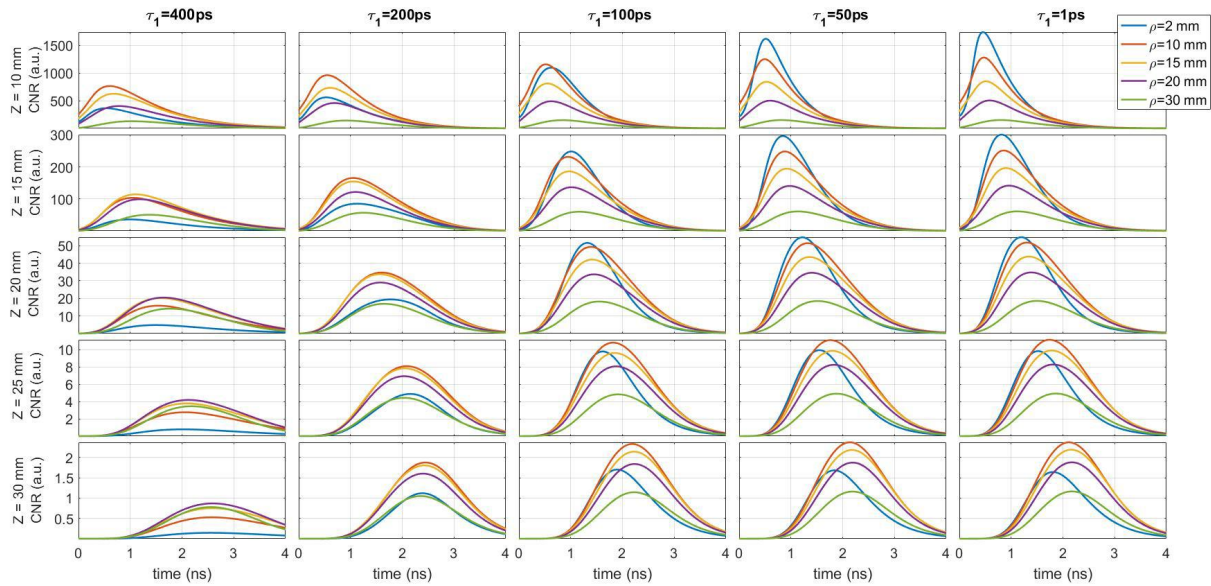 τ1=400ps τ1=200ps τ1=100ps τ1=50ps τ1=1ps
ρ=2 mm
ρ=10 mm
ρ=15 mm
ρ=20 mm
ρ=30 mm
Z = 10 mm
CNR (a.u.)
1500
1000
500
Z = 15 mm
CNR (a.u.)
300
200
100
Z = 20 mm
CNR (a.u.)
50
40
30
20
10
Z = 25 mm
CNR (a.u.)
10
8
6
4
2
Z = 30 mm
CNR (a.u.)
2
1.5
1
0.5
0 1 2 3 4 0 1 2 3 4 0 1 2 3 4 0 1 2 3 4 0 1 2 3 4
time (ns) time (ns) time (ns) time (ns) time (ns)